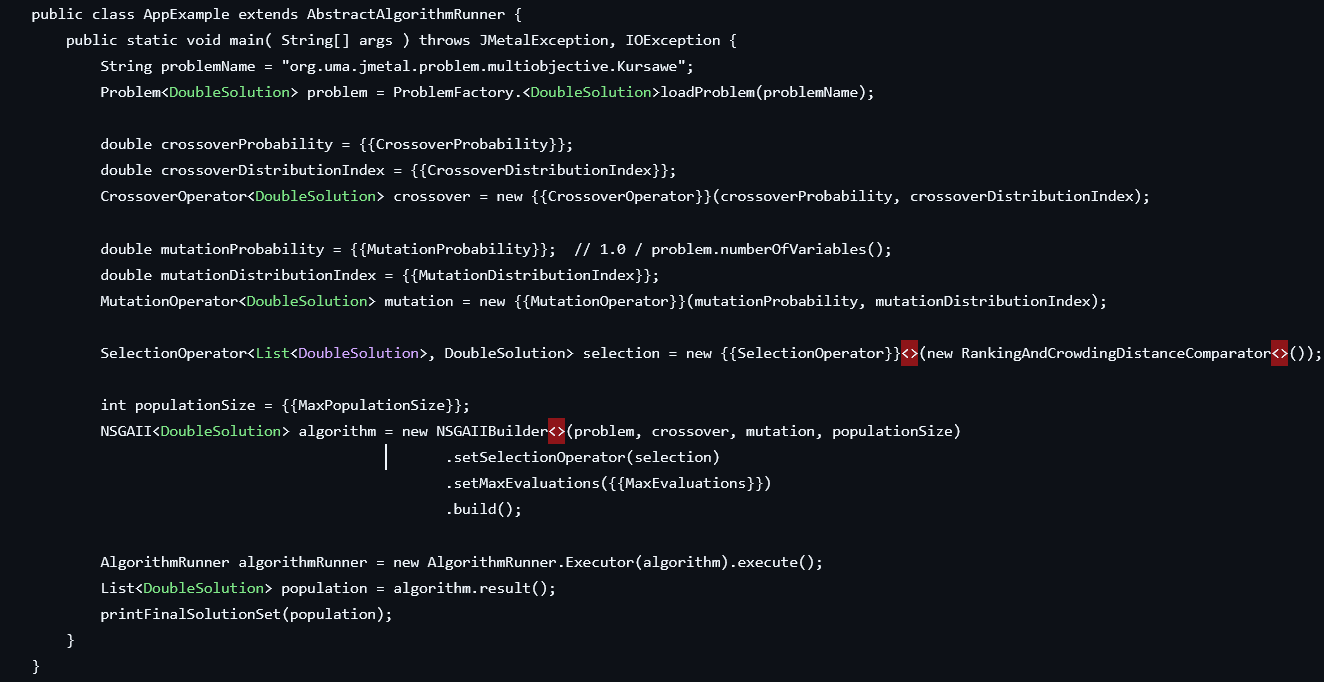 public class AppExample extends AbstractAlgorithmRunner {
    public static void main( String[] args ) throws JMetalException, IOException {
        String problemName = "org.uma.jmetal.problem.multiobjective.Kursawe";
        Problem<DoubleSolution> problem = ProblemFactory.<DoubleSolution>loadProblem(problemName);

        double crossoverProbability = {{CrossoverProbability}};
        double crossoverDistributionIndex = {{CrossoverDistributionIndex}};
        CrossoverOperator<DoubleSolution> crossover = new {{CrossoverOperator}}(crossoverProbability, crossoverDistributionIndex);

        double mutationProbability = {{MutationProbability}};  // 1.0 / problem.numberOfVariables();
        double mutationDistributionIndex = {{MutationDistributionIndex}};
        MutationOperator<DoubleSolution> mutation = new {{MutationOperator}}(mutationProbability, mutationDistributionIndex);

        SelectionOperator<List<DoubleSolution>, DoubleSolution> selection = new {{SelectionOperator}}<>(new RankingAndCrowdingDistanceComparator<>());

        int populationSize = {{MaxPopulationSize}};
        NSGAII<DoubleSolution> algorithm = new NSGAIIBuilder<>(problem, crossover, mutation, populationSize)
                                                .setSelectionOperator(selection)
                                                .setMaxEvaluations({{MaxEvaluations}})
                                                .build();

        AlgorithmRunner algorithmRunner = new AlgorithmRunner.Executor(algorithm).execute();
        List<DoubleSolution> population = algorithm.result();
        printFinalSolutionSet(population);
    }
}